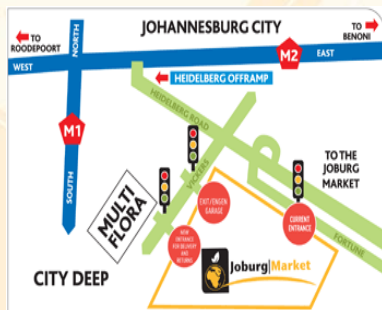 JOHANNESBURG CITY
TO
ROODEPOORT
TO
BENONI
NORTH
M2
WEST
EAST
HEIDELBERG OFFRAMP
HEIDELBERG ROAD
M1
VICKERS
TO THE
JOBURG
MARKET
SOUTH
MULTI
FLORA
EXIT/ENGEN
GARAGE
CURRENT
ENTRANCE
NEW
ENTRANCE
FOR DELIVERY
AND
RETURNS
FORTUNE
CITY DEEP
Joburg Market